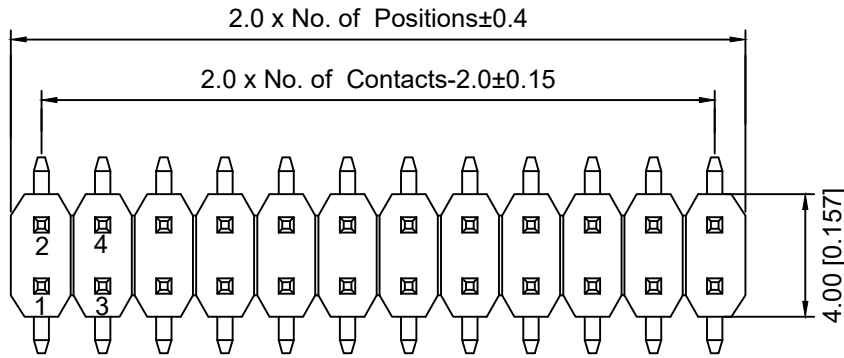 2.0 x No. of Positions±0.4
2.0 x No. of Contacts-2.0±0.15
2 4
1 3
4.00 [0.157]